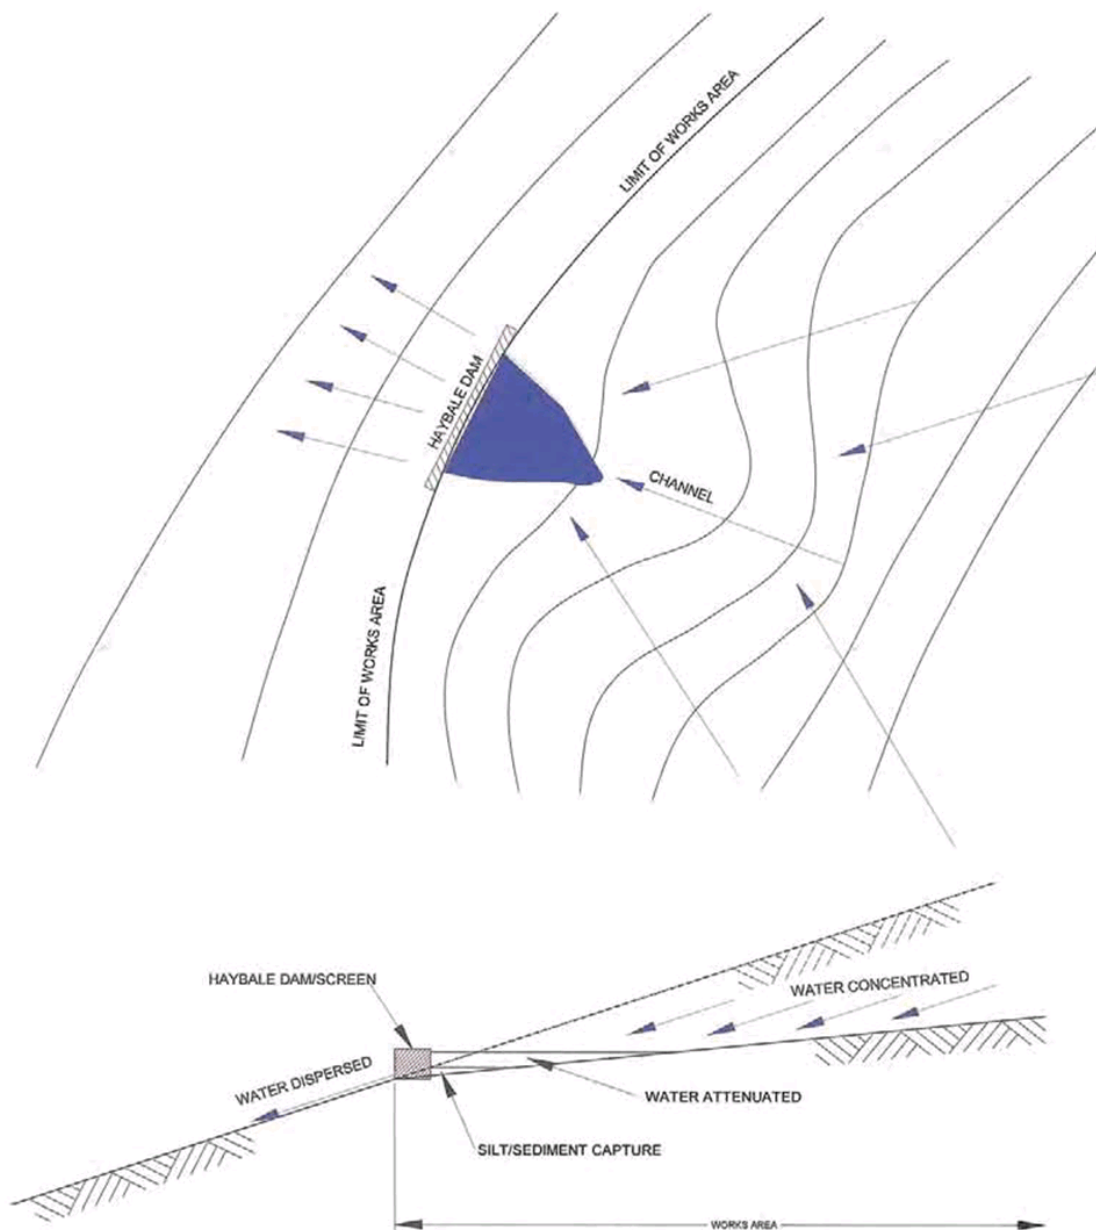 LIMIT OF WORKS AREA
HAYBALE DAM
CHANNEL
LIMIT OF WORKS AREA
HAYBALE DAM/SCREEN
WATER CONCENTRATED
WATER DISPERSED
WATER ATTENUATED
SILT/SEDIMENT CAPTURE
WORKS AREA